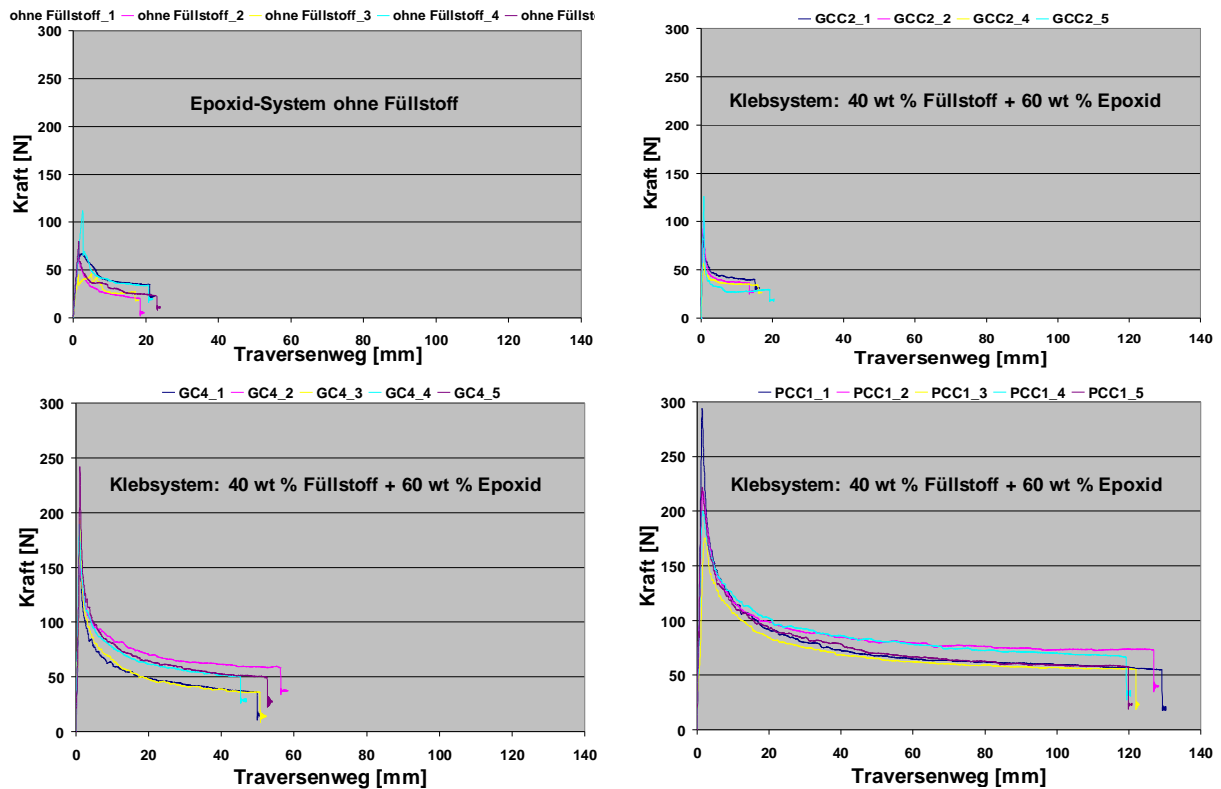 ohne Füllstoff_1 ohne Füllstoff_2 ohne Füllstoff_3 ohne Füllstoff_4 ohne Füllst
300
250
200
150
100
50
0
Kraft [N]
Epoxid-System ohne Füllstoff
0 20 40 60 80 100 120 140
Traversenweg [mm]
GCC2_1 GCC2_2 GCC2_4 GCC2_5
300
250
200
150
100
50
0
Kraft [N]
Klebsystem: 40 wt % Füllstoff + 60 wt % Epoxid
0 20 40 60 80 100 120 140
Traversenweg [mm]
GC4_1 GC4_2 GC4_3 GC4_4 GC4_5
300
250
200
150
100
50
0
Kraft [N]
Klebsystem: 40 wt % Füllstoff + 60 wt % Epoxid
0 20 40 60 80 100 120 140
Traversenweg [mm]
PCC1_1 PCC1_2 PCC1_3 PCC1_4 PCC1_5
300
250
200
150
100
50
0
Kraft [N]
Klebsystem: 40 wt % Füllstoff + 60 wt % Epoxid
0 20 40 60 80 100 120 140
Traversenweg [mm]